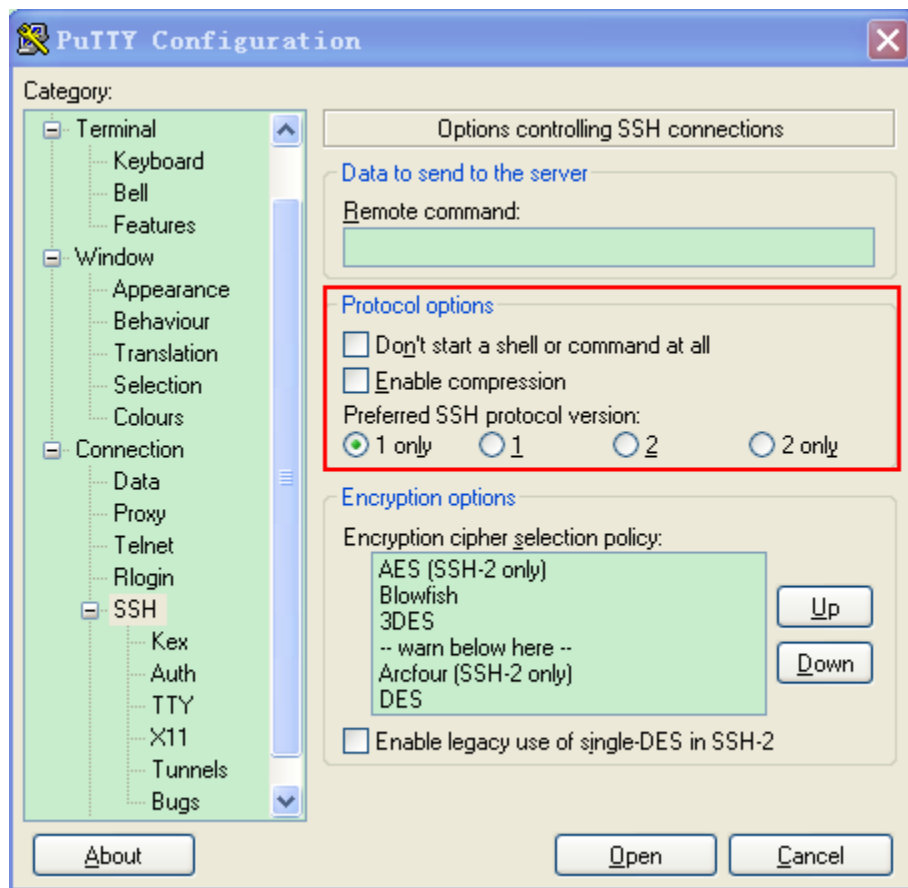 PuTTY Configuration
Category:
Terminal
Keyboard
Bell
Features
Window
Appearance
Behaviour
Translation
Selection
Colours
Connection
Data
Proxy
Telnet
Rlogin
SSH
Kex
Auth
TTY
X11
Tunnels
Bugs
Options controlling SSH connections
Data to send to the server
Remote command:
Protocol options
Don't start a shell or command at all
Enable compression
Preferred SSH protocol version:
1 only 1 2 2 only
Encryption options
Encryption cipher selection policy:
AES (SSH-2 only)
Blowfish
3DES
-- warn below here --
Arcfour (SSH-2 only)
DES
Up
Down
Enable legacy use of single-DES in SSH-2
About Open Cancel